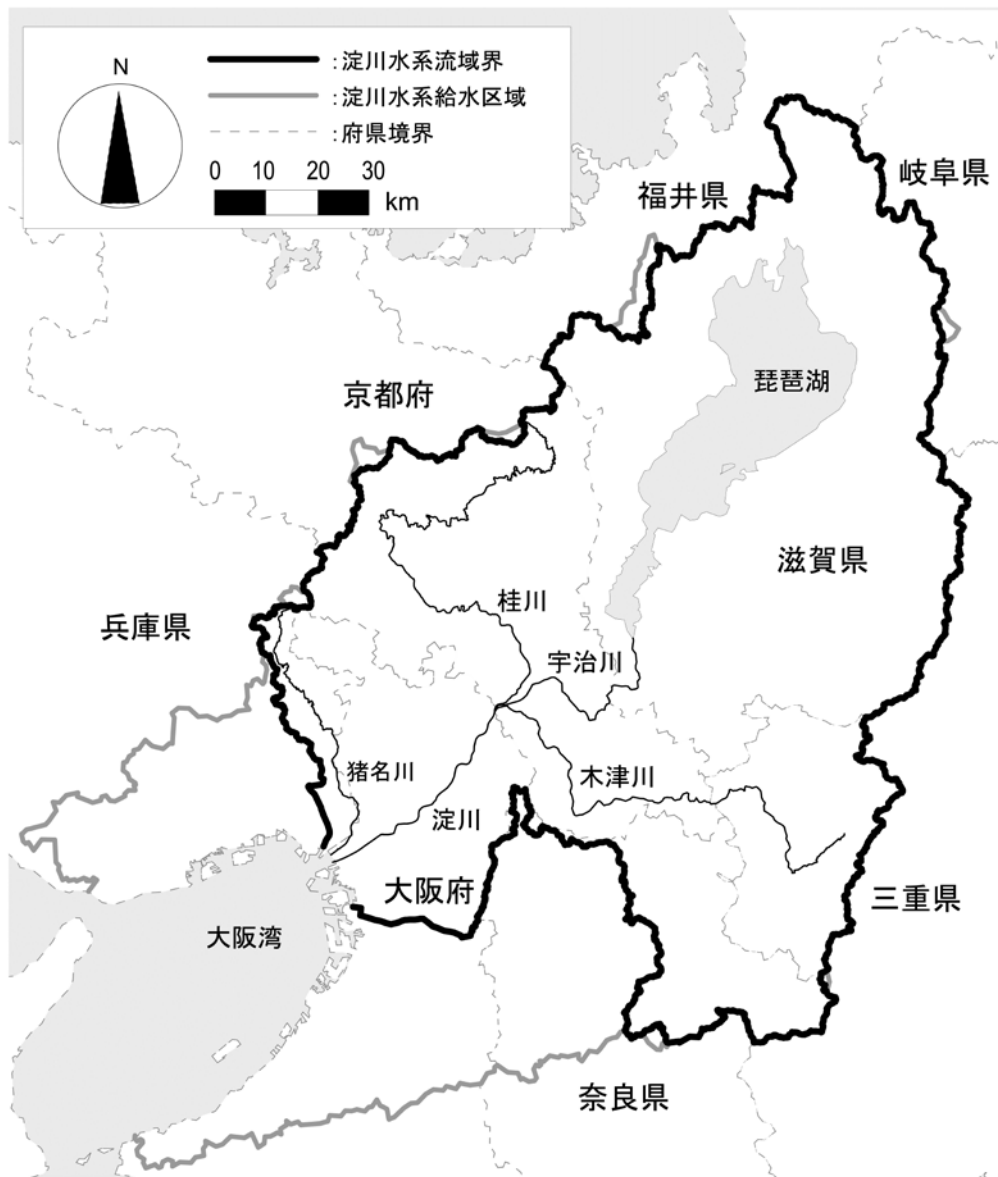 N
：淀川水系流域界
：淀川水系給水区域
：府県境界
0 10 20 30
km
岐阜県
福井県
琵琶湖
京都府
滋賀県
桂川
兵庫県
宇治川
猪名川
木津川
淀川
大阪府
三重県
大阪湾
奈良県